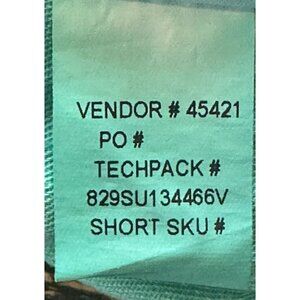 VENDOR # 45421
PO #
TECHPACK #
829SU134466V
SHORT SKU #